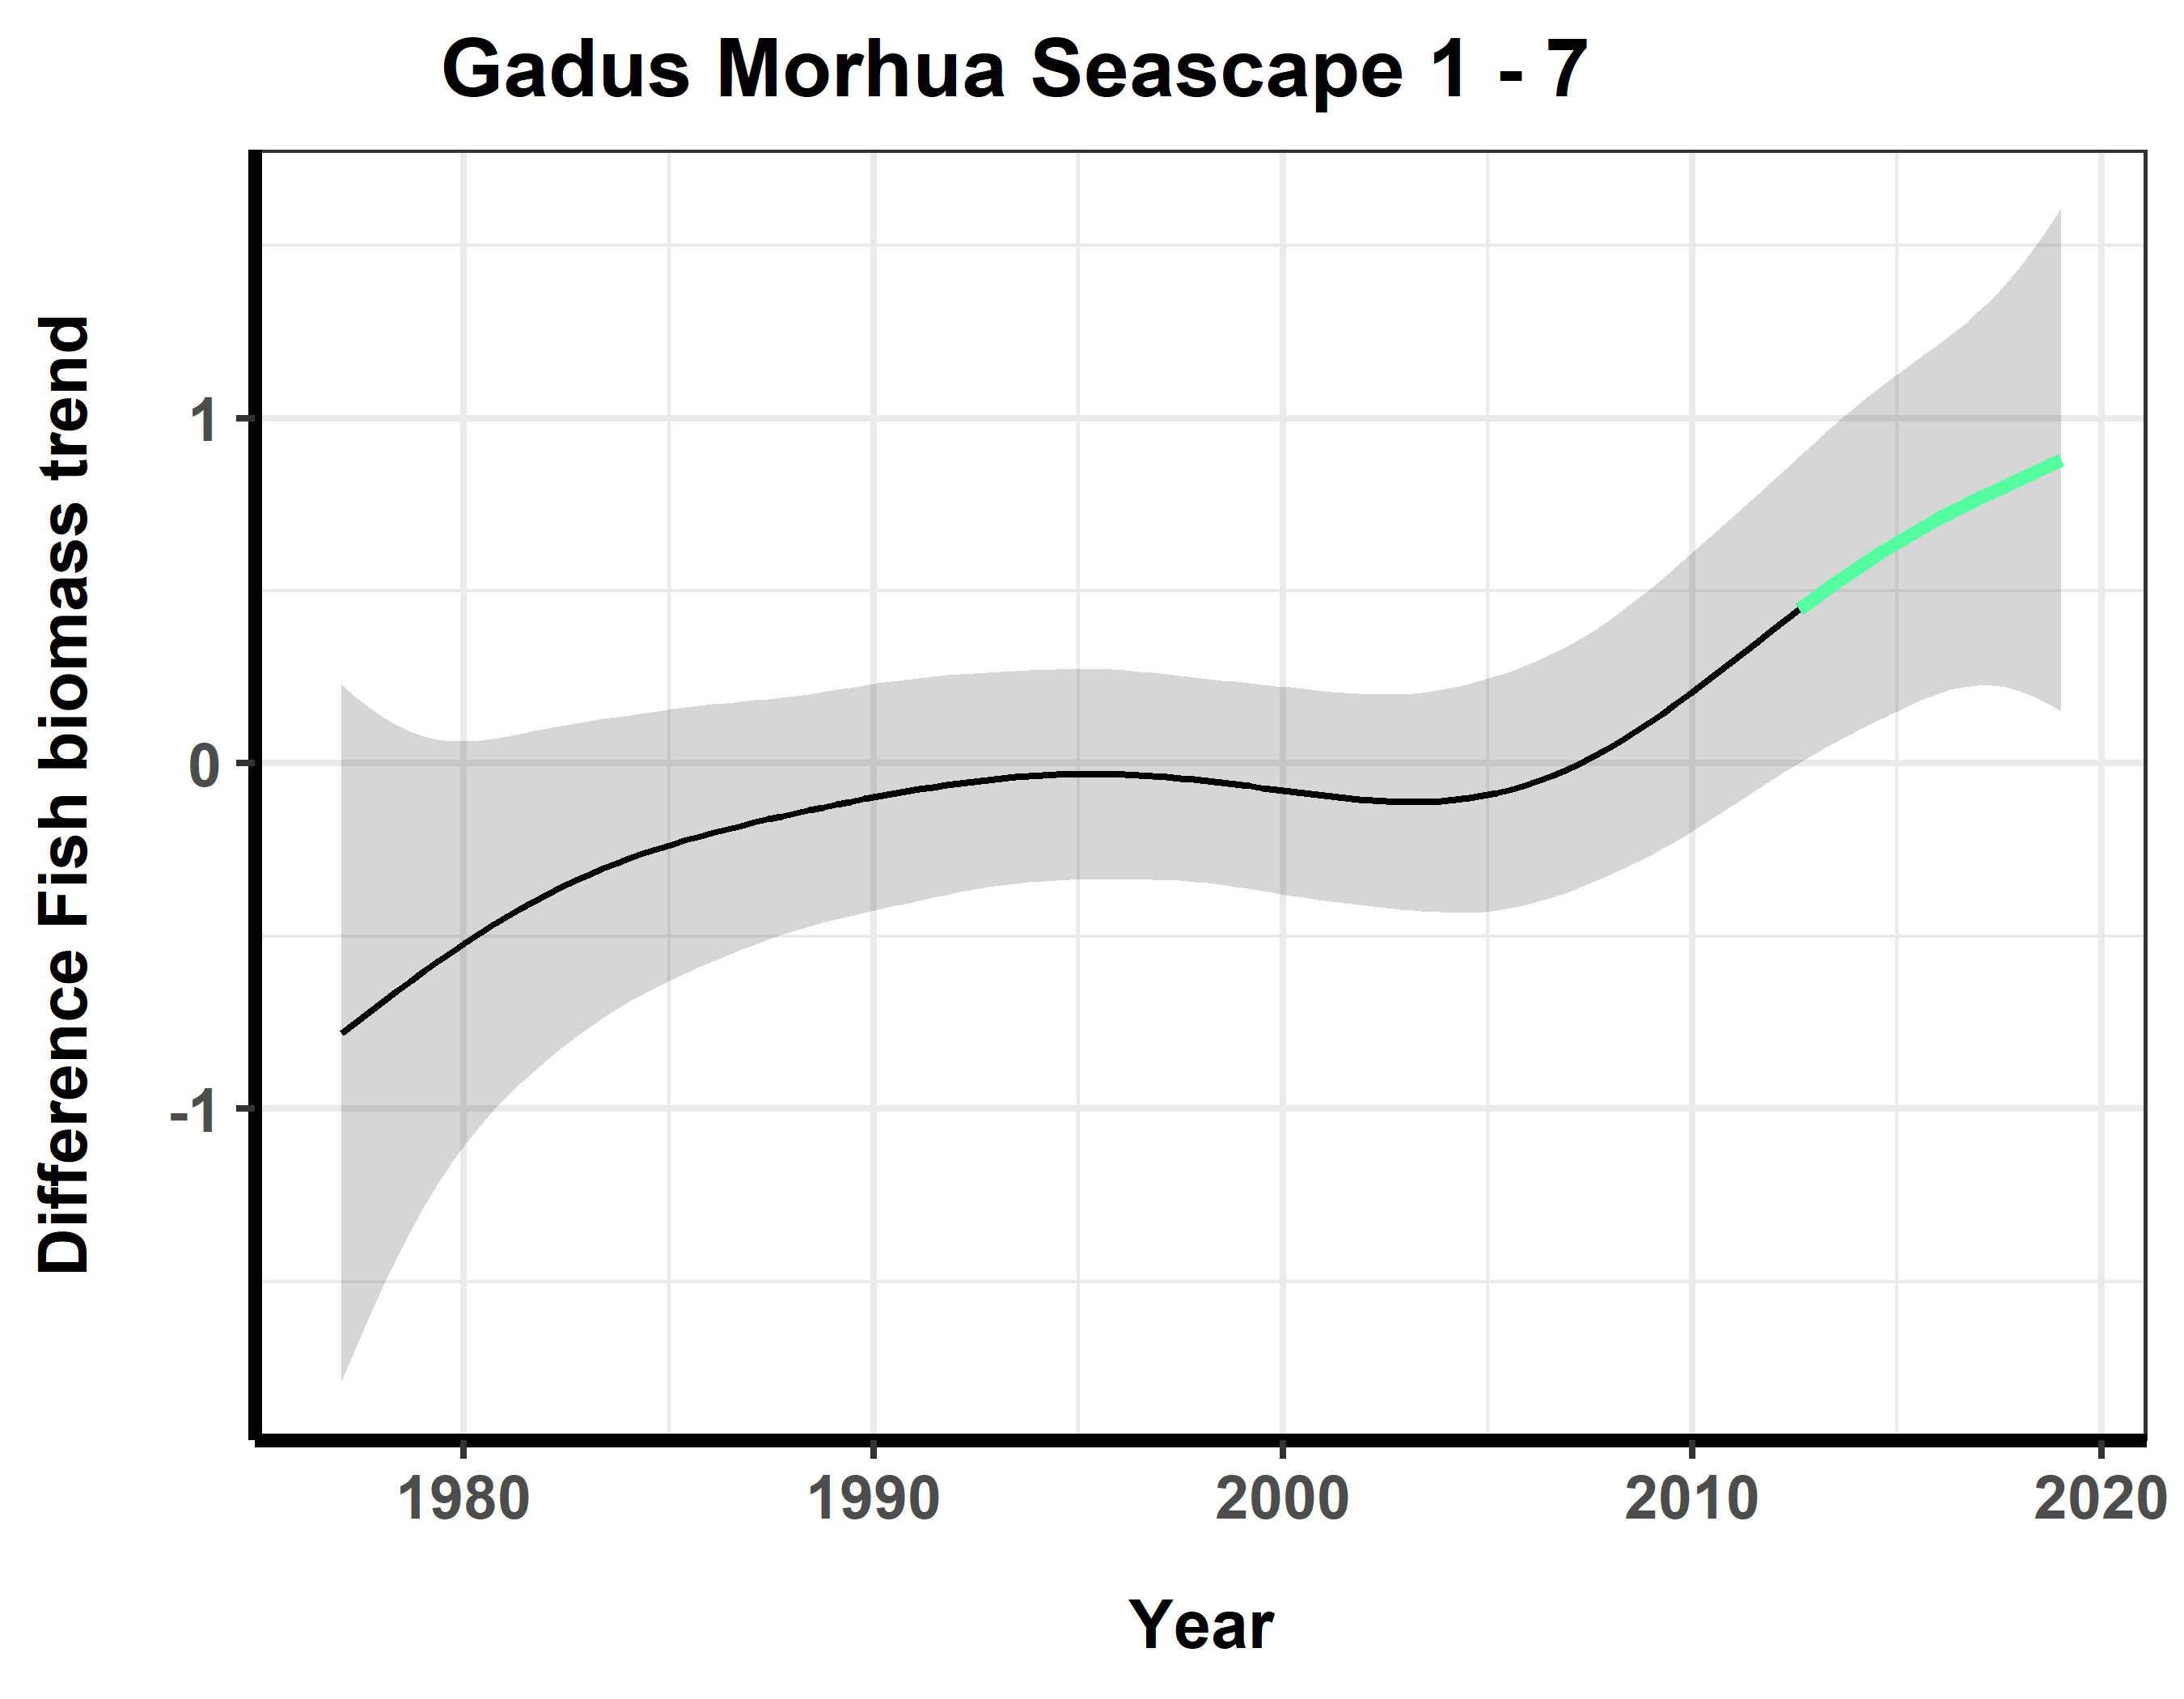 Gadus Morhua Seascape 1 - 7
Difference Fish biomass trend
1
0
-1
1980 1990 2000 2010 2020
Year